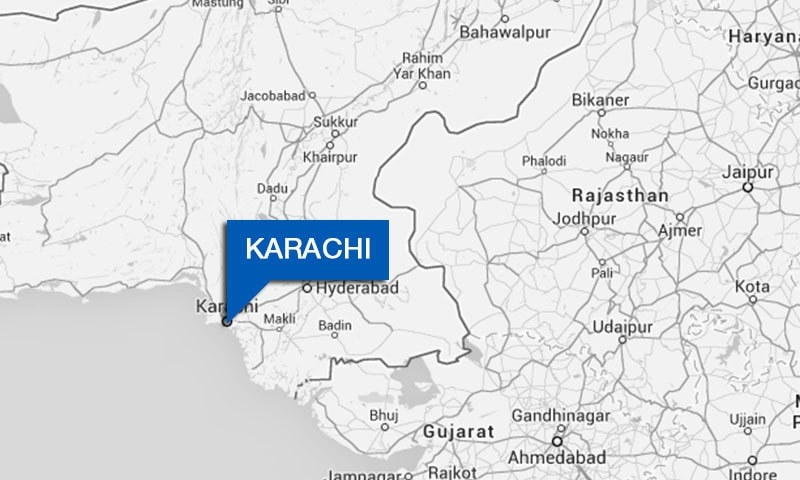 Mastung
Sibi
Bahawalpur
Haryana
Rahim
Yar Khan
Gurgao
Jacobabad
Bikaner
Sukkur
Nokha
Khairpur
Phalodi
Nagaur
Jaipur
Dadu
Rajasthan
Jodhpur
Ajmer
KARACHI
Pali
Hyderabad
Kota
Karachi
Makli
Badin
Udaipur
Bhuj
Gandhinagar
Ujjain
Gujarat
Ahmedabad
Jamnagar
Rajkot
Indore